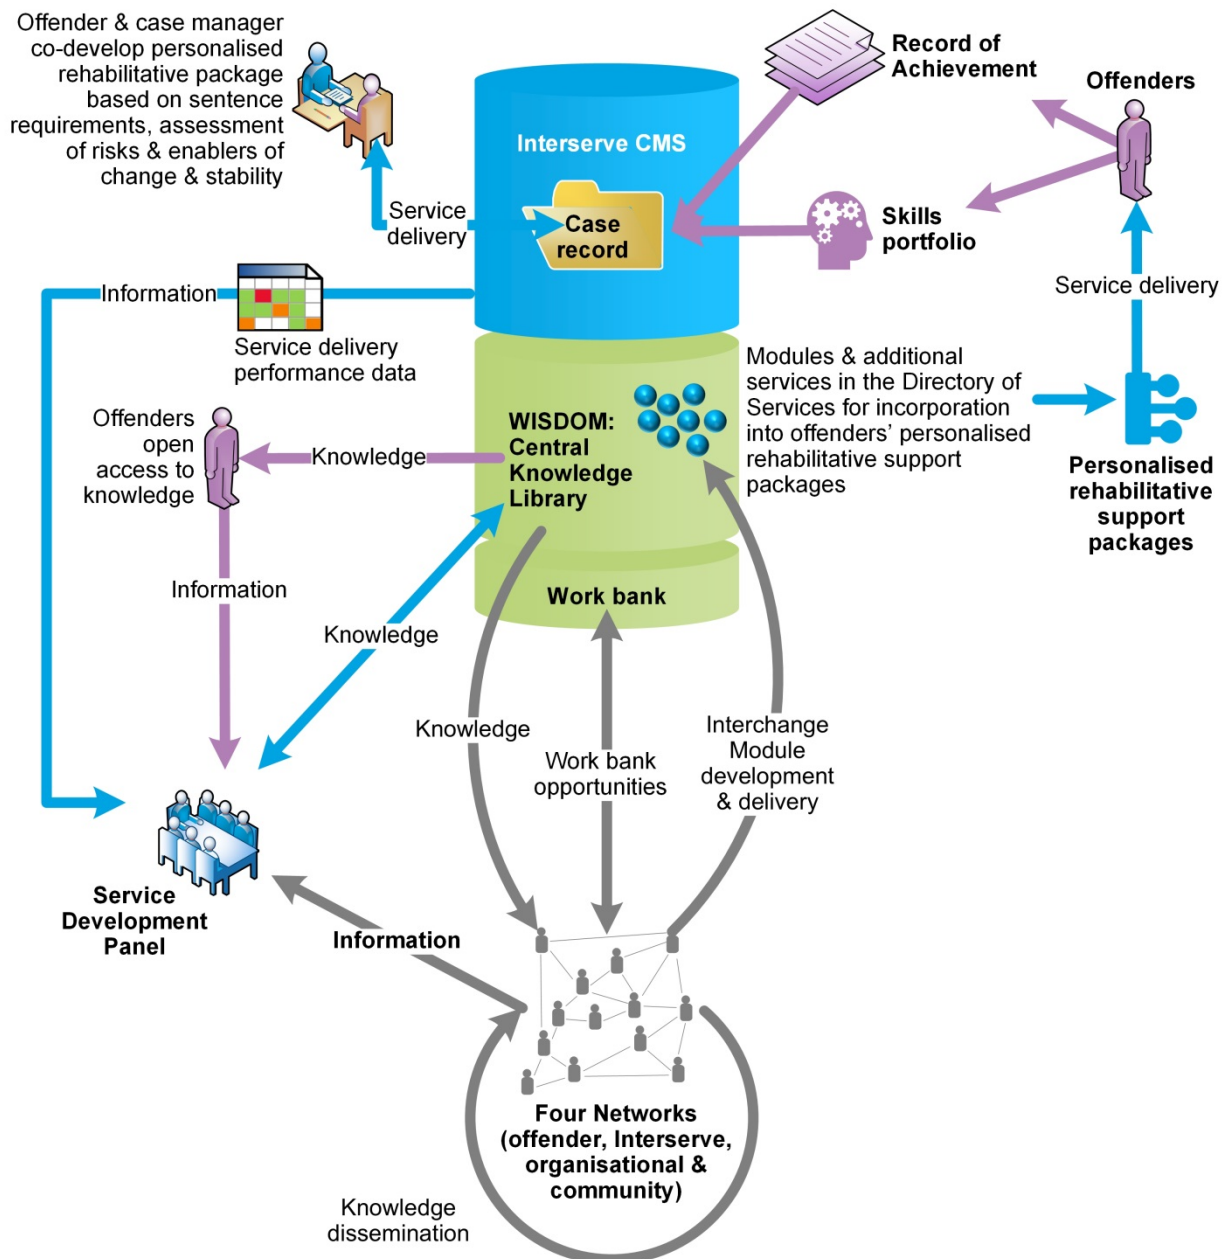 Offender & case manager
co-develop personalised
rehabilitative package
based on sentence
requirements, assessment
of risks & enablers of
change & stability
Record of
Achievement
Offenders
Interserve CMS
Case
record
Service
delivery
Skills
portfolio
Service delivery
Information
Service delivery
performance data
Modules & additional
services in the Directory of
Services for incorporation
into offenders’ personalised
rehabilitative support
packages
Personalised
rehabilitative
support
packages
Offenders
open
access to
knowledge
Knowledge
WISDOM:
Central
Knowledge
Library
Information
Knowledge
Work bank
Knowledge
Work bank
opportunities
Interchange
Module
development
& delivery
Service
Development
Panel
Information
Four Networks
(offender, Interserve,
organisational &
community)
Knowledge
dissemination